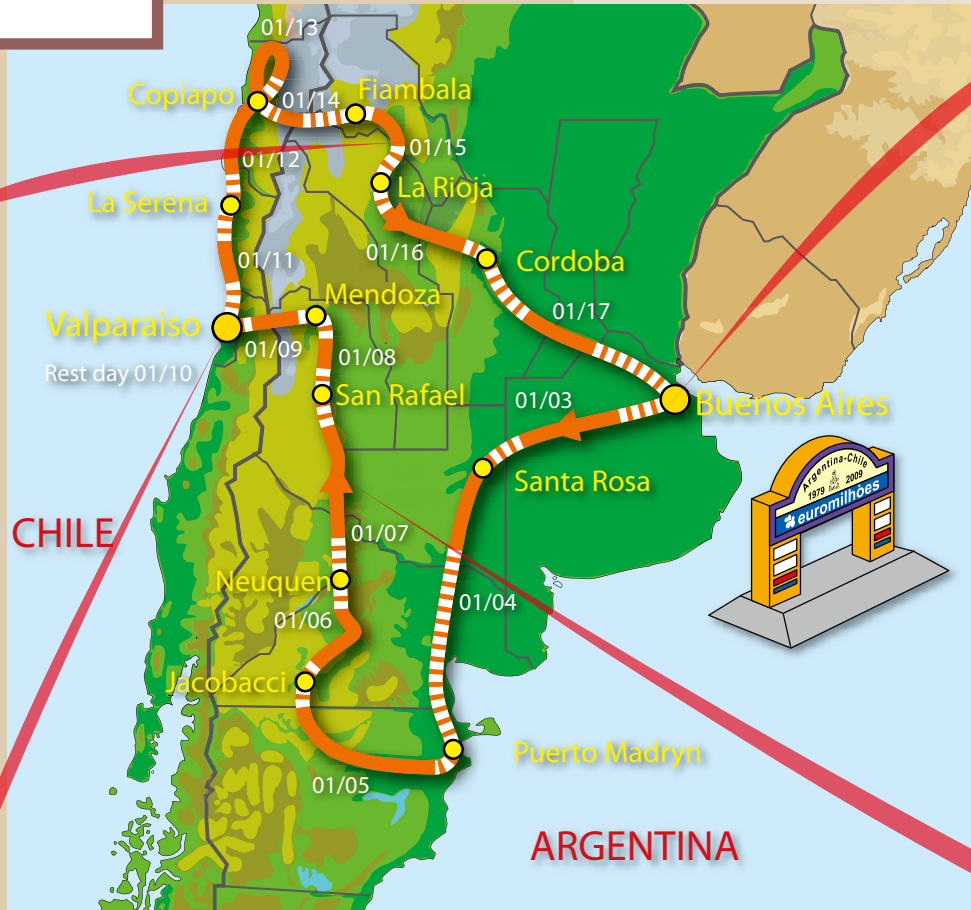 01/13
Copiapo
01/14
Fiambala
01/12
01/15
La Rioja
La Serena
01/11
01/16
Cordoba
Mendoza
Valparaiso
01/09
01/17
Rest day 01/10
01/08
San Rafael
01/03
Buenos Aires
Santa Rosa
Argentina-Chile
1979 2009
euromilhões
CHILE
01/07
Neuquen
01/06
01/04
Jacobacci
Puerto Madryn
01/05
ARGENTINA